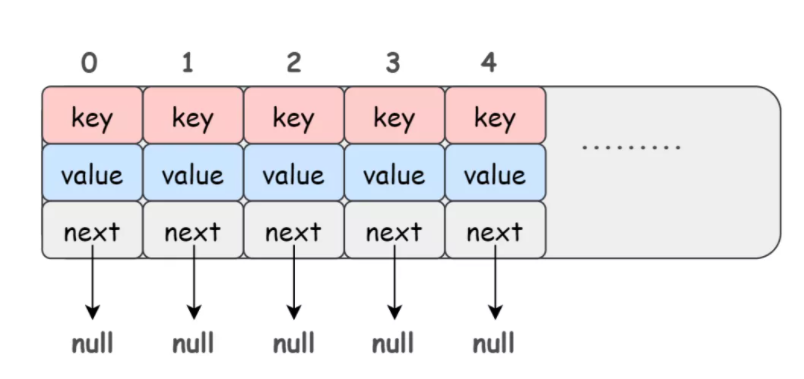 0 1 2 3 4
key key key key key
.........
value value value value value
next next next next next
null null null null null